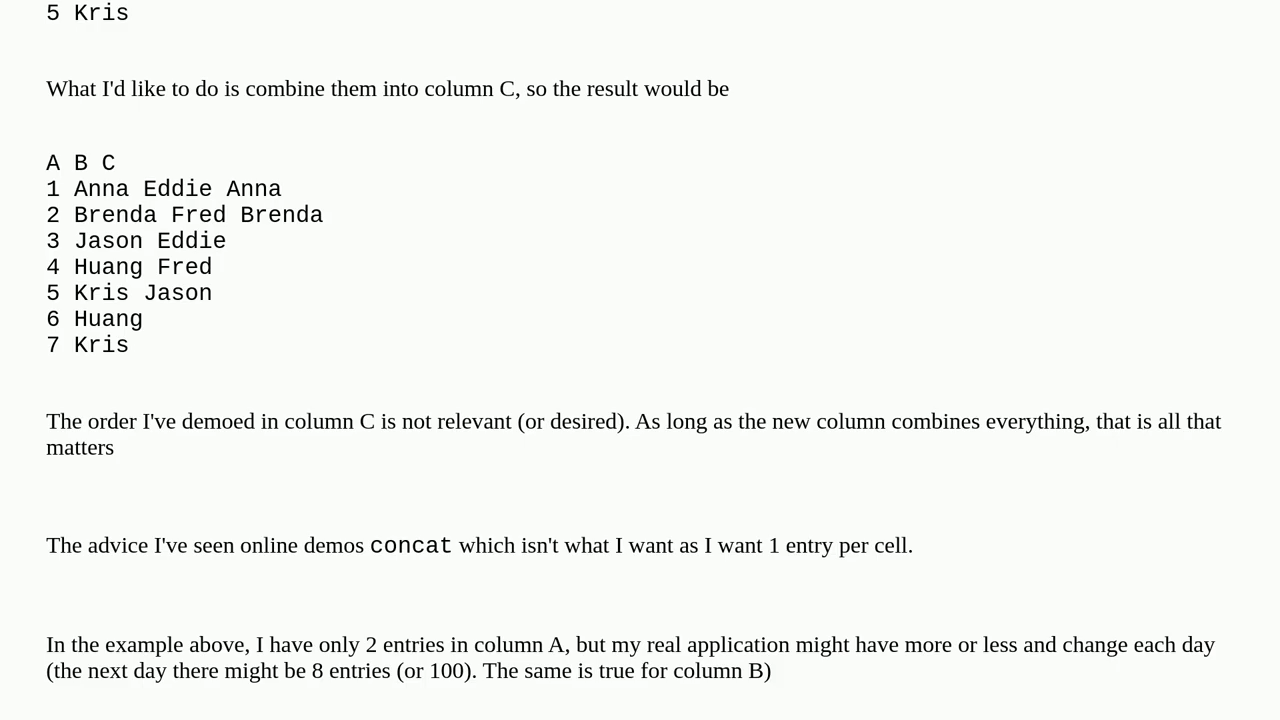 5 Kris
What I'd like to do is combine them into column C, so the result would be
A B C
1 Anna Eddie Anna
2 Brenda Fred Brenda
3 Jason Eddie
4 Huang Fred
5 Kris Jason
6 Huang
7 Kris
The order I've demoed in column C is not relevant (or desired). As long as the new column combines everything, that is all that
matters
The advice I've seen online demos concat which isn't what I want as I want 1 entry per cell.
In the example above, I have only 2 entries in column A, but my real application might have more or less and change each day
(the next day there might be 8 entries (or 100). The same is true for column B)